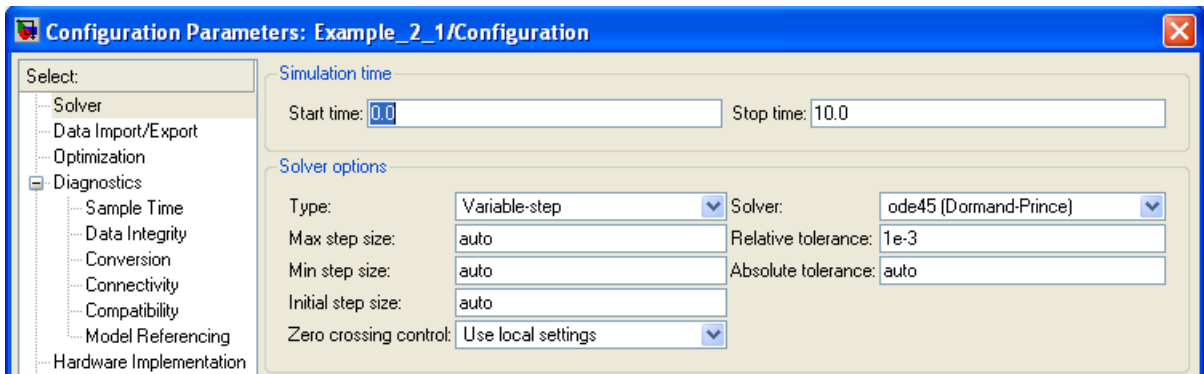 Configuration Parameters: Example_2_1/Configuration
Select:
Solver
Data Import/Export
Optimization
Diagnostics
Sample Time
Data Integrity
Conversion
Connectivity
Compatibility
Model Referencing
Hardware Implementation
Simulation time
Start time: 0.0 Stop time: 10.0
Solver options
Type: Variable-step Solver: ode45 (Dormand-Prince)
Max step size: auto Relative tolerance: 1e-3
Min step size: auto Absolute tolerance: auto
Initial step size: auto
Zero crossing control: Use local settings